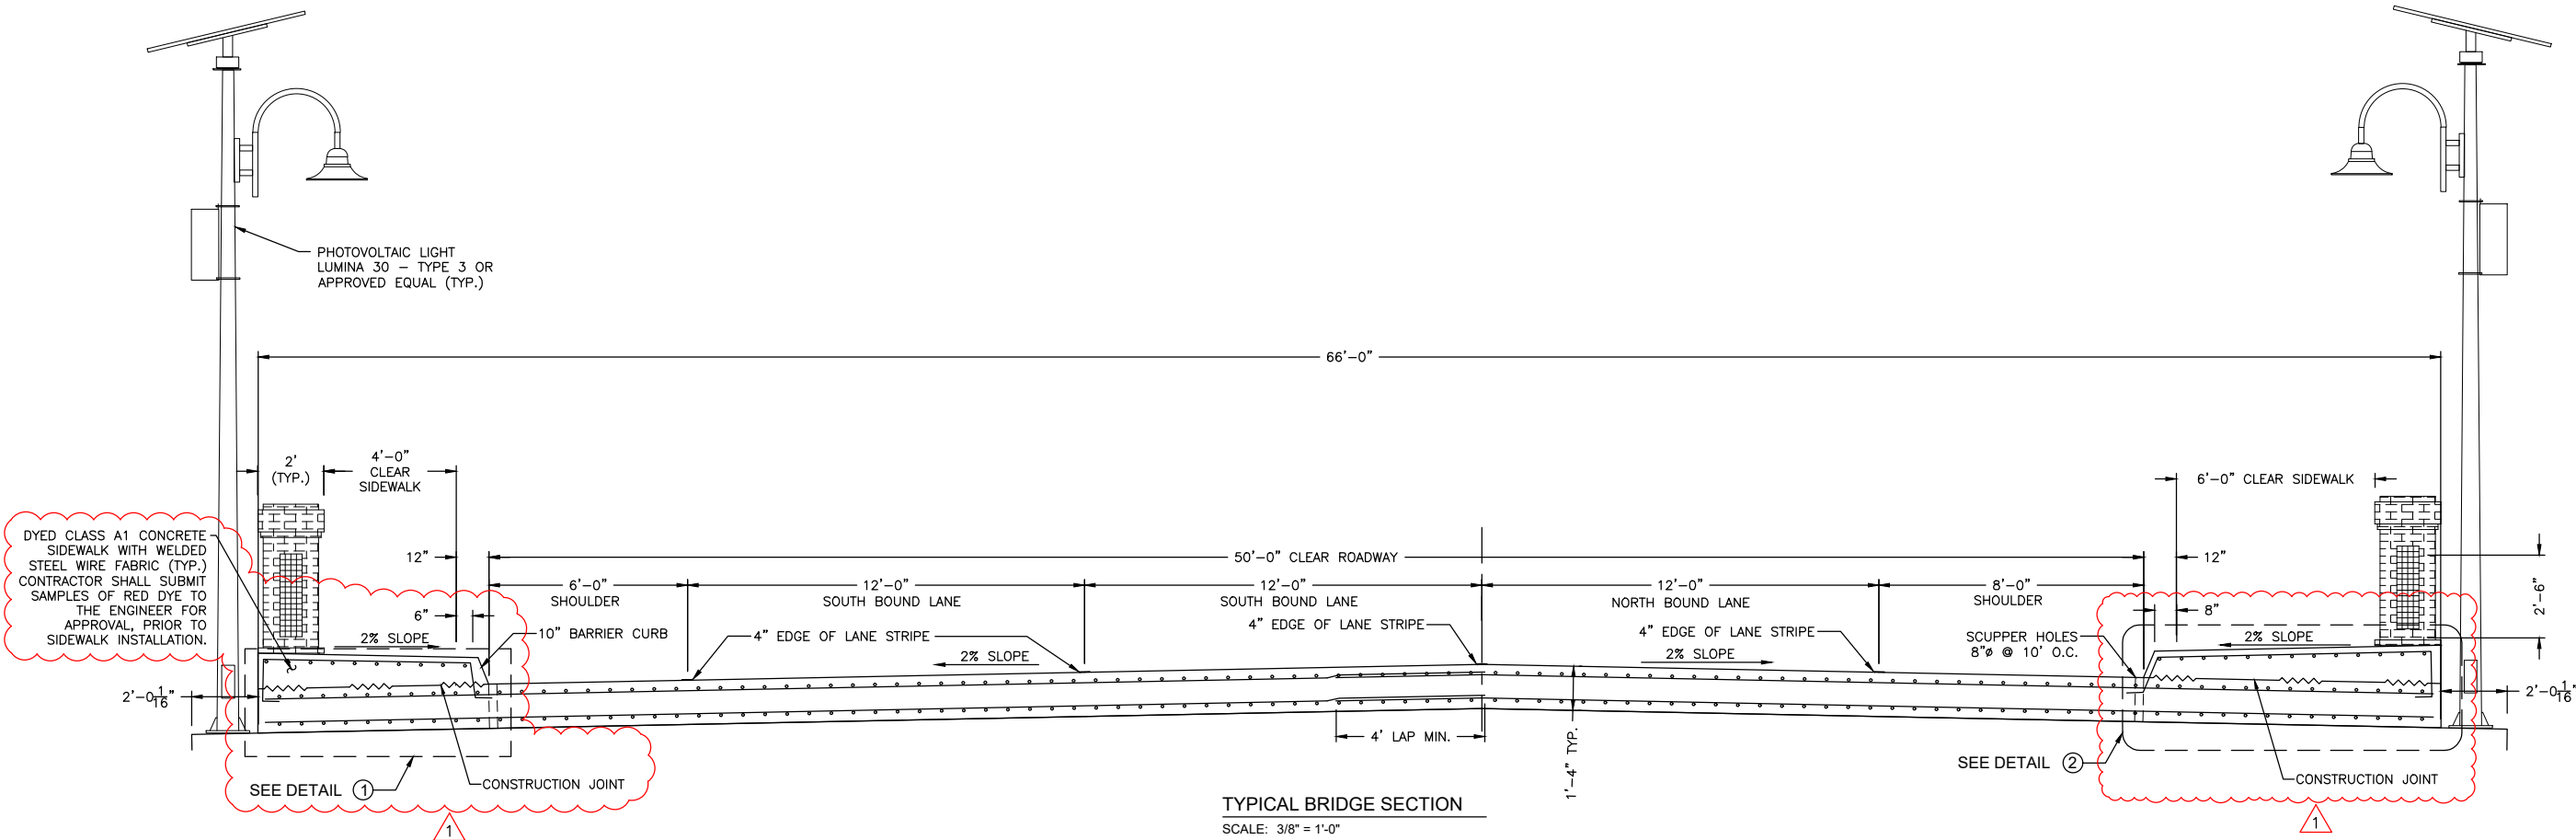 PHOTOVOLTAIC LIGHT
LUMINA 30 – TYPE 3 OR
APPROVED EQUAL (TYP.)
66'-0"
2'
(TYP.)
4'-0"
CLEAR
SIDEWALK
6'-0" CLEAR SIDEWALK
DYED CLASS A1 CONCRETE
SIDEWALK WITH WELDED
STEEL WIRE FABRIC (TYP.)
CONTRACTOR SHALL SUBMIT
SAMPLES OF RED DYE TO
THE ENGINEER FOR
APPROVAL, PRIOR TO
SIDEWALK INSTALLATION.
12"
50'-0" CLEAR ROADWAY
12"
6'-0"
SHOULDER
12'-0"
SOUTH BOUND LANE
12'-0"
SOUTH BOUND LANE
12'-0"
NORTH BOUND LANE
8'-0"
SHOULDER
6"
8"
2'-6"
2% SLOPE
10" BARRIER CURB
4" EDGE OF LANE STRIPE
2% SLOPE
4" EDGE OF LANE STRIPE
4" EDGE OF LANE STRIPE
2% SLOPE
SCUPPER HOLES
8"ø @ 10' O.C.
2% SLOPE
2'-0 1/16"
2'-0 1/16"
4' LAP MIN.
1'-4" TYP.
SEE DETAIL 1
CONSTRUCTION JOINT
SEE DETAIL 2
CONSTRUCTION JOINT
1
1
TYPICAL BRIDGE SECTION
SCALE: 3/8" = 1'-0"